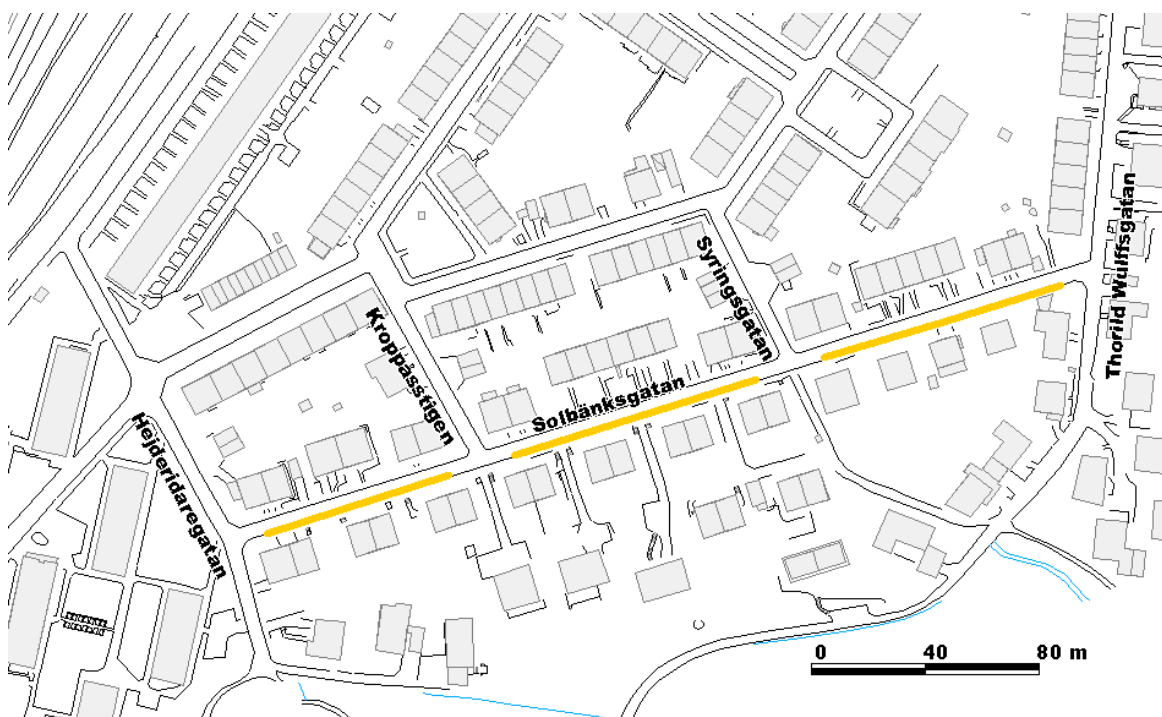 Thorild Wulffsgatan
Syringsgatan
Kroppåsstigen
Solbänksgatan
Hejderidaregatan
0 40 80 m